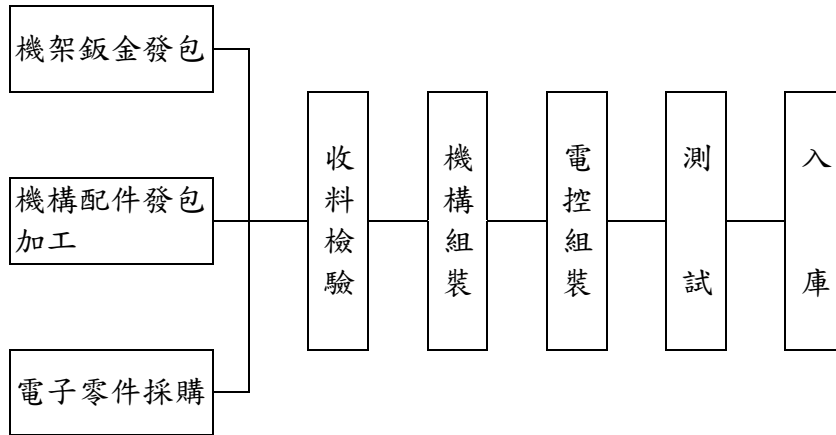 機架鈑金發包
機構配件發包
加工
電子零件採購
收料檢驗
機構組裝
電控組裝
測試
入庫